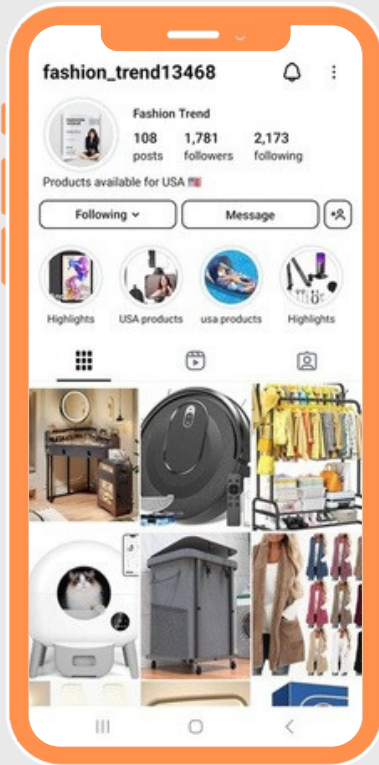 fashion_trend13468
Fashion Trend
108 1,781 2,173
posts followers following
Products available for USA 🇺🇸
Following Message
Highlights USA products usa products Highlights